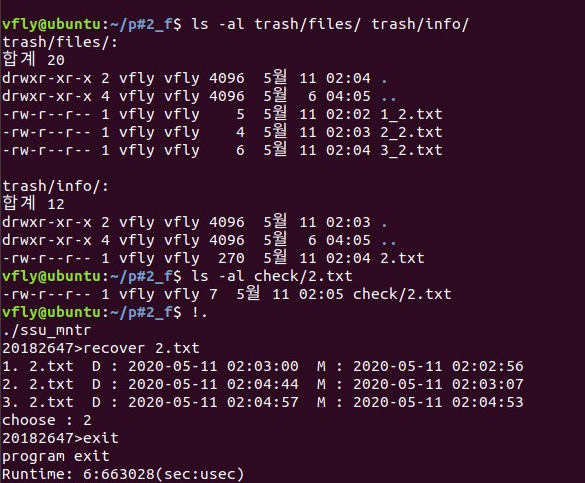 vfly@ubuntu:~/p#2_f$ ls -al trash/files/ trash/info/
trash/files/:
합계 20
drwxr-xr-x 2 vfly vfly 4096  5월 11 02:04 .
drwxr-xr-x 4 vfly vfly 4096  5월  6 04:05 ..
-rw-r--r-- 1 vfly vfly    5  5월 11 02:02 1_2.txt
-rw-r--r-- 1 vfly vfly    4  5월 11 02:03 2_2.txt
-rw-r--r-- 1 vfly vfly    6  5월 11 02:04 3_2.txt
trash/info/:
합계 12
drwxr-xr-x 2 vfly vfly 4096  5월 11 02:03 .
drwxr-xr-x 4 vfly vfly 4096  5월  6 04:05 ..
-rw-r--r-- 1 vfly vfly  270  5월 11 02:04 2.txt
vfly@ubuntu:~/p#2_f$ ls -al check/2.txt
-rw-r--r-- 1 vfly vfly 7  5월 11 02:05 check/2.txt
vfly@ubuntu:~/p#2_f$ !.
./ssu_mntr
20182647>recover 2.txt
1. 2.txt  D : 2020-05-11 02:03:00  M : 2020-05-11 02:02:56
2. 2.txt  D : 2020-05-11 02:04:44  M : 2020-05-11 02:03:07
3. 2.txt  D : 2020-05-11 02:04:57  M : 2020-05-11 02:04:53
choose : 2
20182647>exit
program exit
Runtime: 6:663028(sec:usec)